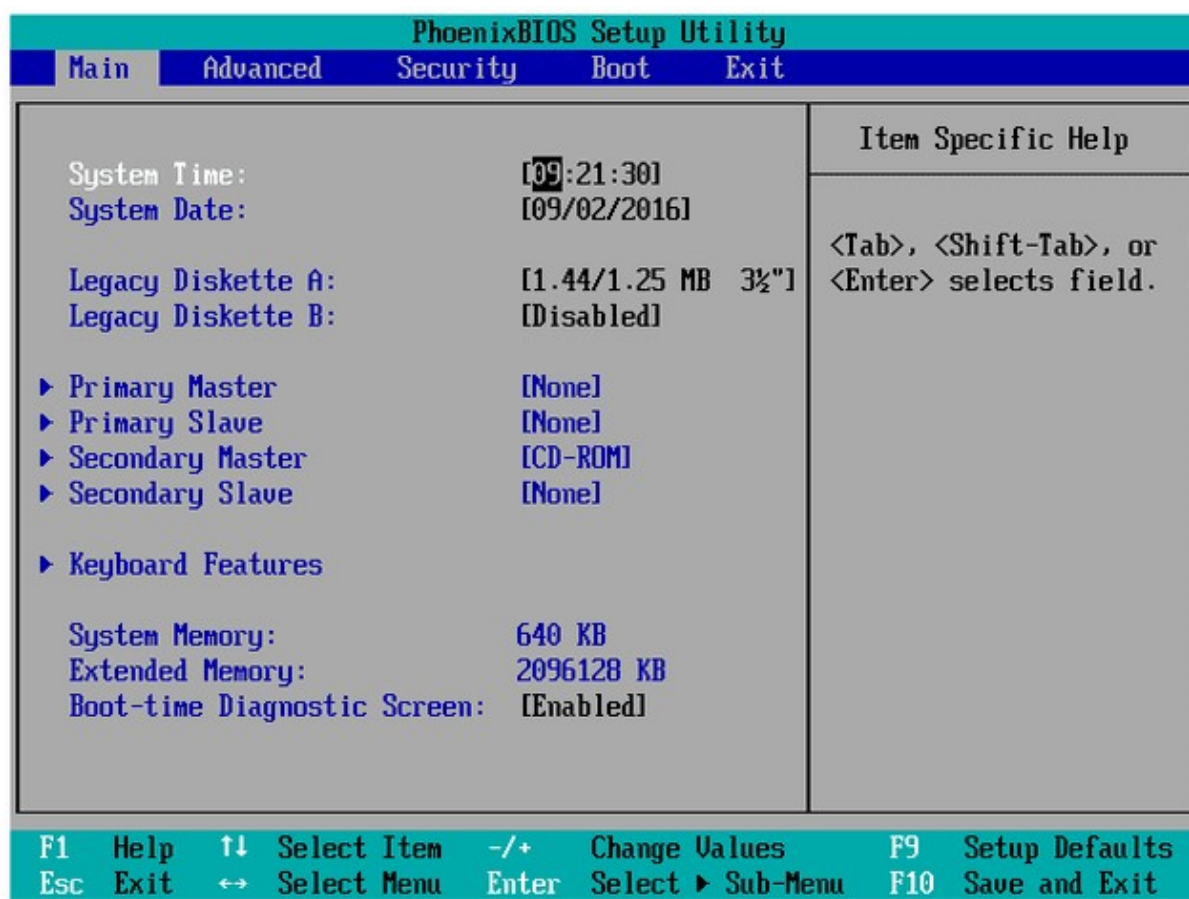 PhoenixBIOS Setup Utility
Main Advanced Security Boot Exit
System Time: [09:21:30]
System Date: [09/02/2016]
Legacy Diskette A: [1.44/1.25 MB 3½"]
Legacy Diskette B: [Disabled]
▶ Primary Master [None]
▶ Primary Slave [None]
▶ Secondary Master [CD-ROM]
▶ Secondary Slave [None]
▶ Keyboard Features
System Memory: 640 KB
Extended Memory: 2096128 KB
Boot-time Diagnostic Screen: [Enabled]
Item Specific Help
<Tab>, <Shift-Tab>, or
<Enter> selects field.
F1 Help ↑↓ Select Item -/+ Change Values F9 Setup Defaults
Esc Exit ↔ Select Menu Enter Select ▶ Sub-Menu F10 Save and Exit